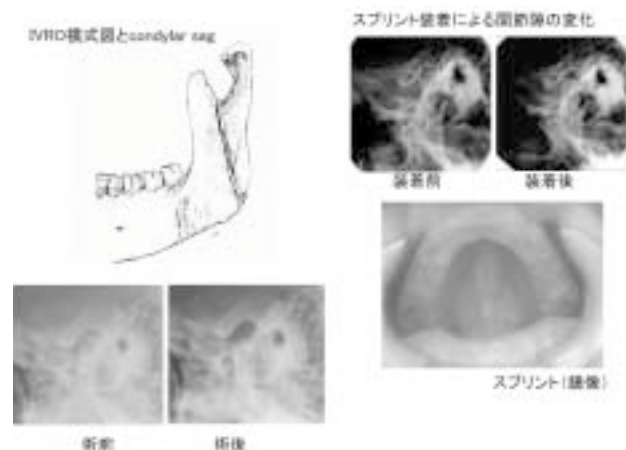 IVRO模式図とcondylar sag
スプリント装着による関節隙の変化
装着前
装着後
スプリント(鏡像)
術前
術後